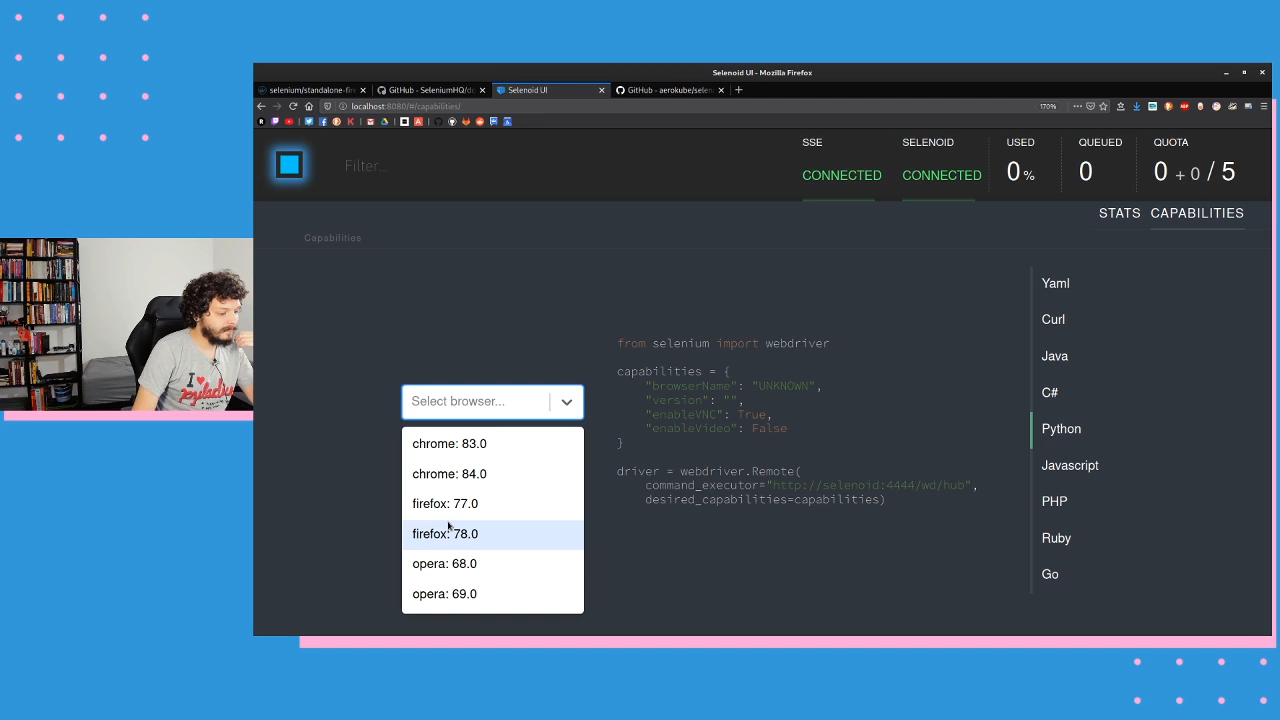 Selenoid UI - Mozilla Firefox
selenium/standalone-fire
GitHub - SeleniumHQ/do
Selenoid UI
GitHub - aerokube/selen
localhost:8080/#/capabilities/
170%
Filter...
SSE
CONNECTED
SELENOID
CONNECTED
USED
0 %
QUEUED
0
QUOTA
0 + 0 / 5
STATS
CAPABILITIES
Capabilities
Select browser...
chrome: 83.0
chrome: 84.0
firefox: 77.0
firefox: 78.0
opera: 68.0
opera: 69.0
from selenium import webdriver
capabilities = {
"browserName": "UNKNOWN",
"version": "",
"enableVNC": True,
"enableVideo": False
}
driver = webdriver.Remote(
command_executor="http://selenoid:4444/wd/hub",
desired_capabilities=capabilities)
Yaml
Curl
Java
C#
Python
Javascript
PHP
Ruby
Go
I
pyladies